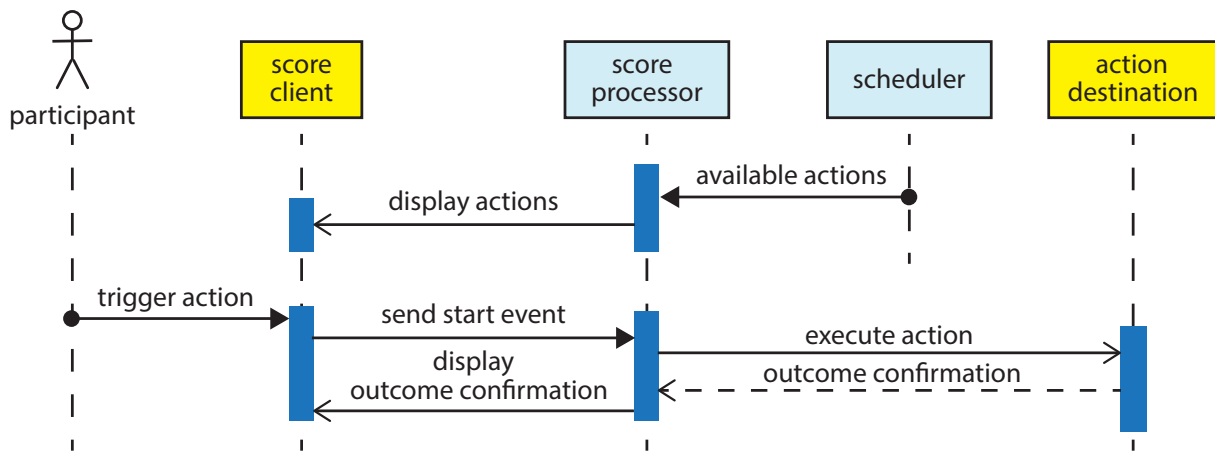 participant
score
client
score
processor
scheduler
action
destination
available actions
display actions
trigger action
send start event
execute action
display
outcome confirmation
outcome confirmation